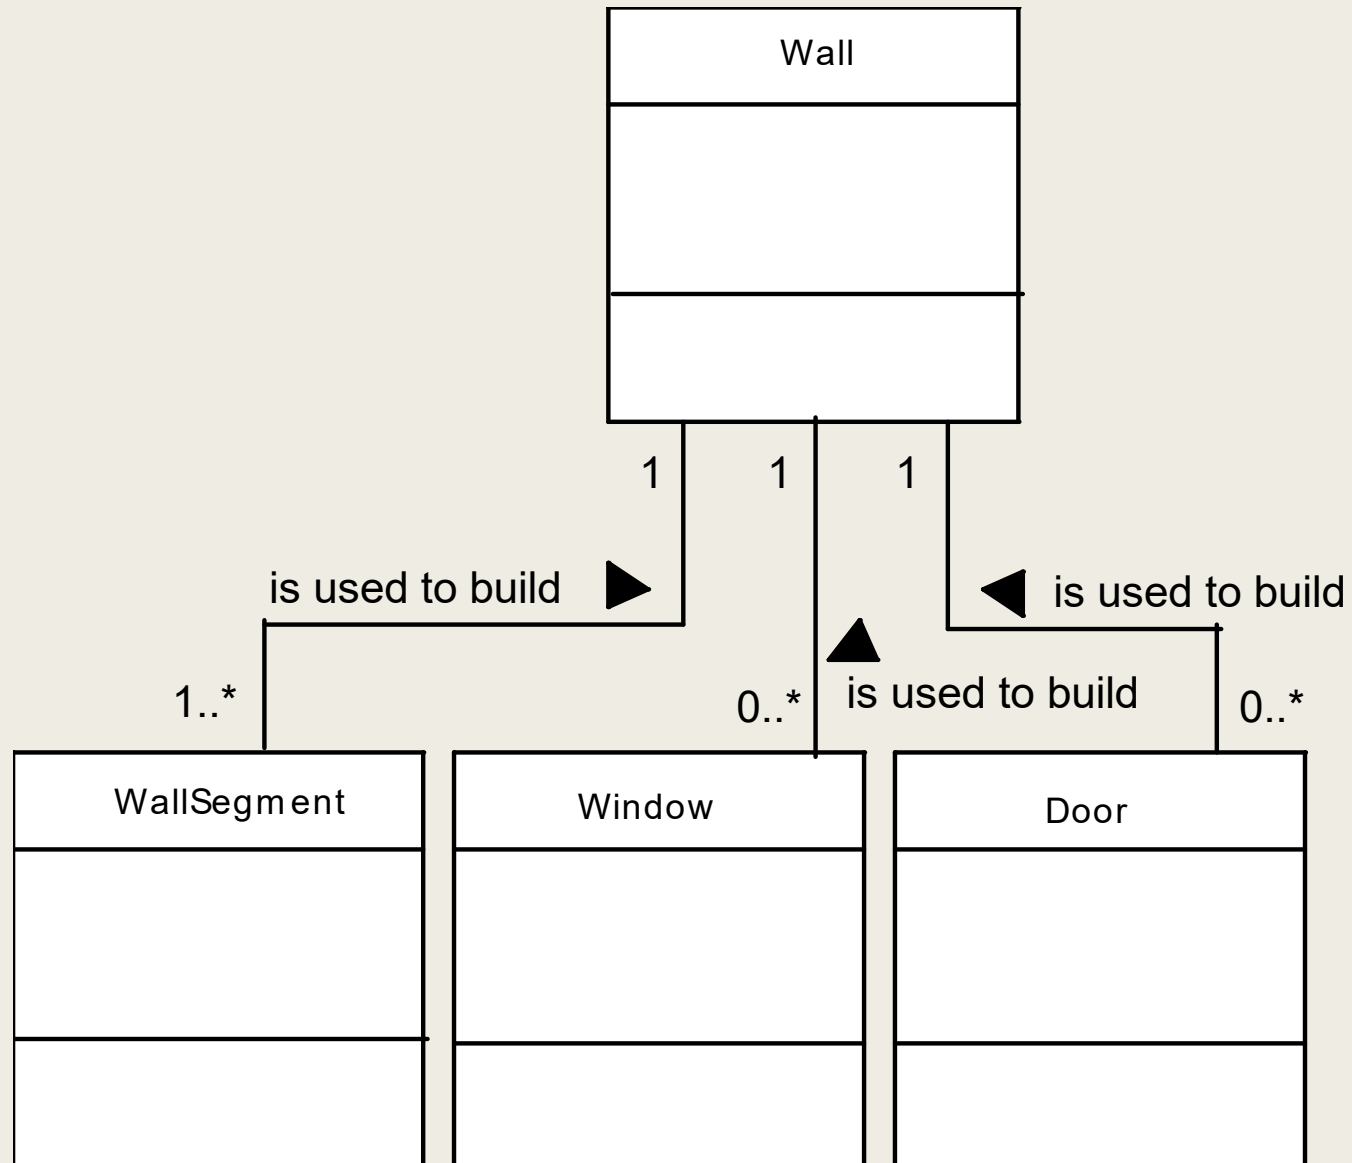 Wall
1
1
1
is used to build
is used to build
is used to build
1..*
0..*
0..*
WallSegment
Window
Door